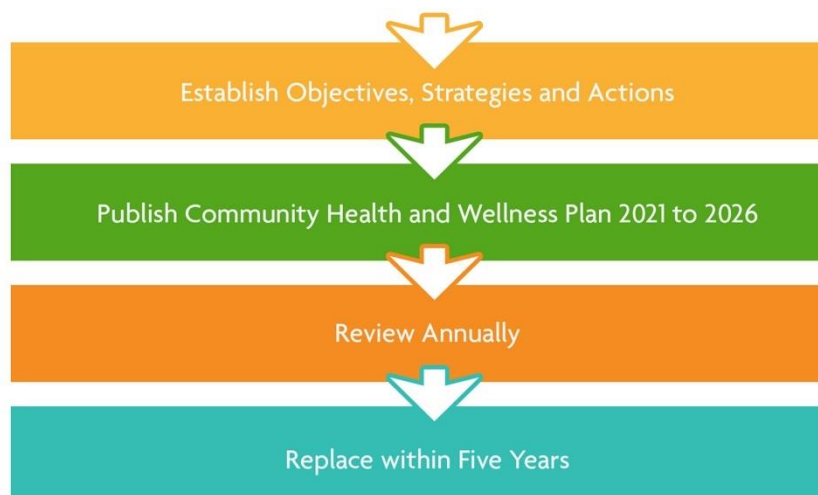 Establish Objectives, Strategies and Actions
Publish Community Health and Wellness Plan 2021 to 2026
Review Annually
Replace within Five Years